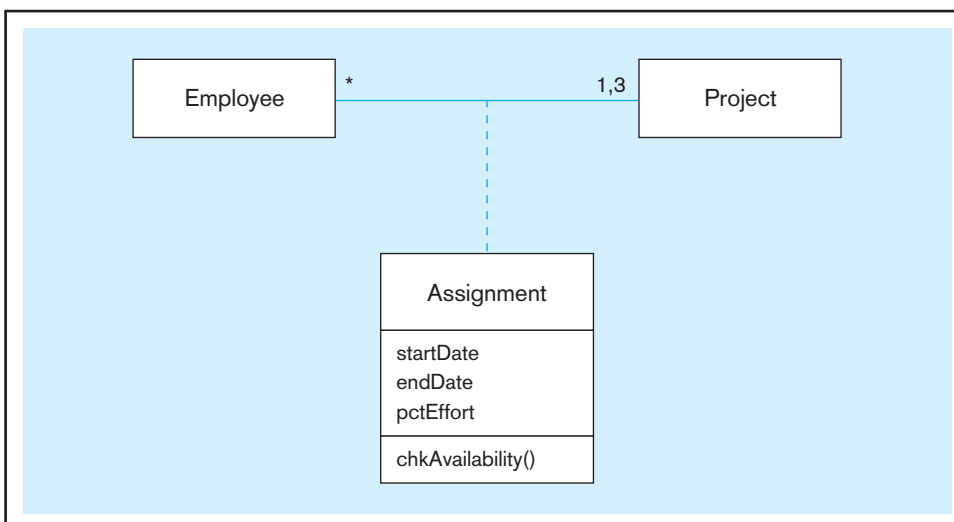 Employee
*
1,3
Project
Assignment
startDate
endDate
pctEffort
chkAvailability()